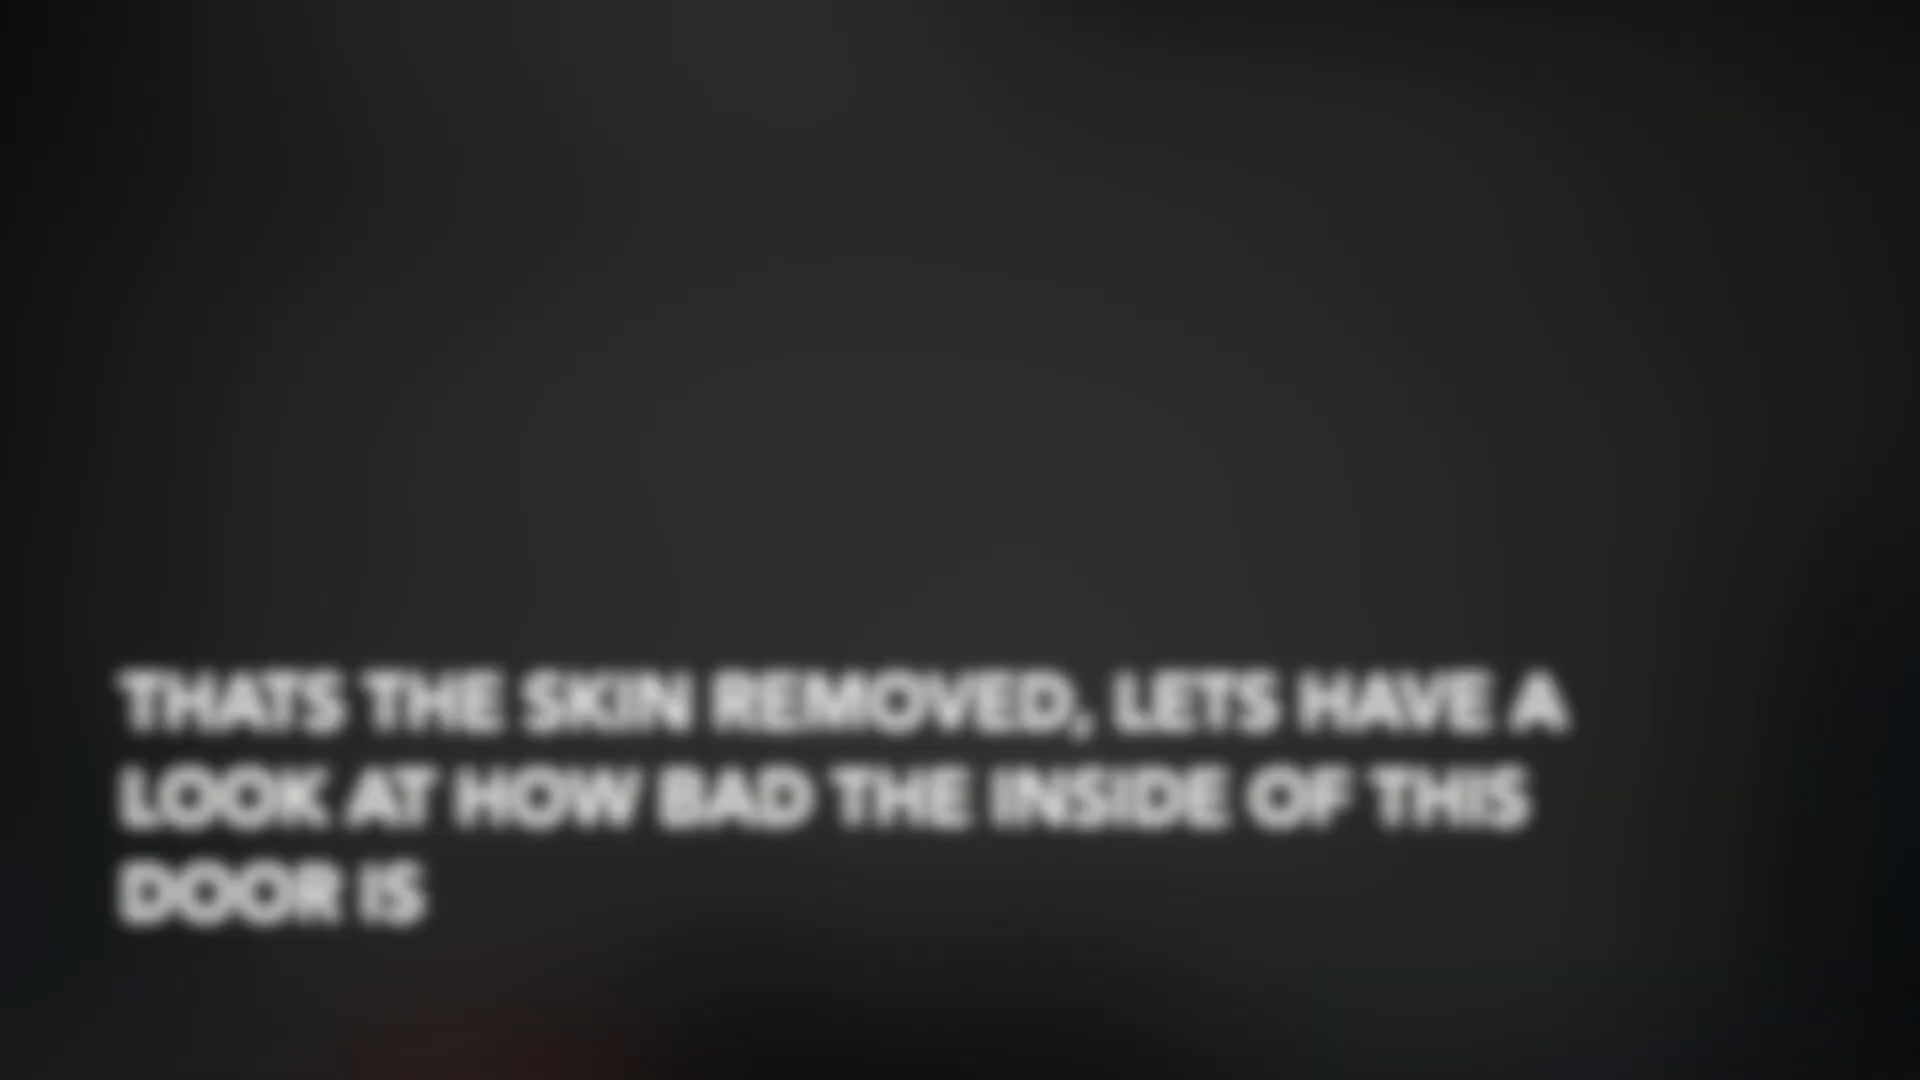 THATS THE SKIN REMOVED, LETS HAVE A
LOOK AT HOW BAD THE INSIDE OF THIS
DOOR IS